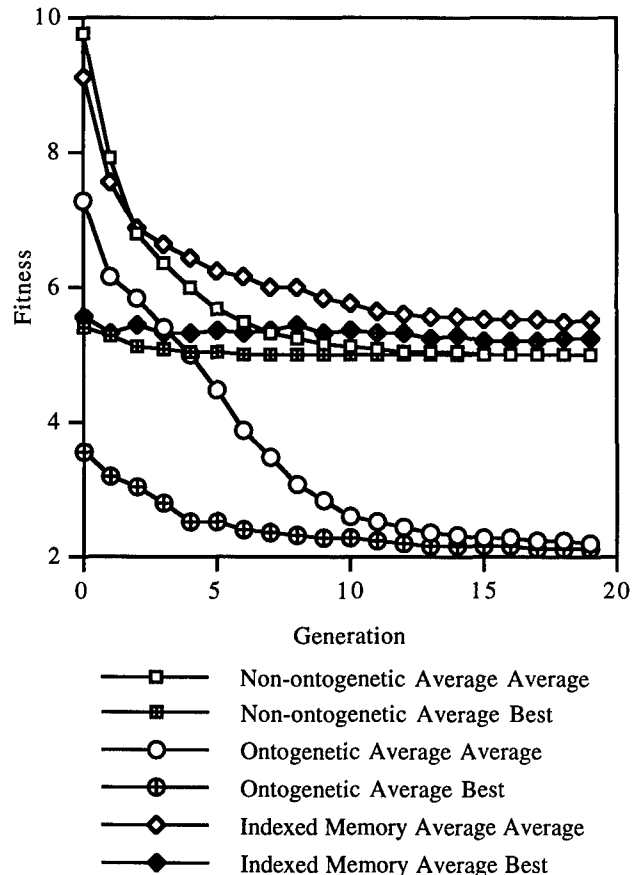 10
8
6
4
2
Fitness
0
5
10
15
20
Generation
Non-ontogenetic Average Average
Non-ontogenetic Average Best
Ontogenetic Average Average
Ontogenetic Average Best
Indexed Memory Average Average
Indexed Memory Average Best